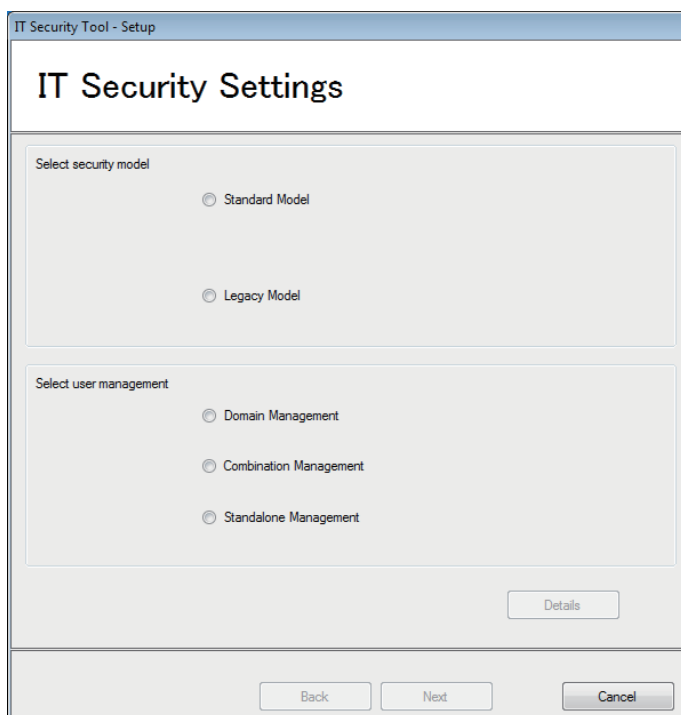 IT Security Tool - Setup
IT Security Settings
Select security model
Standard Model
Legacy Model
Select user management
Domain Management
Combination Management
Standalone Management
Details
Back Next Cancel